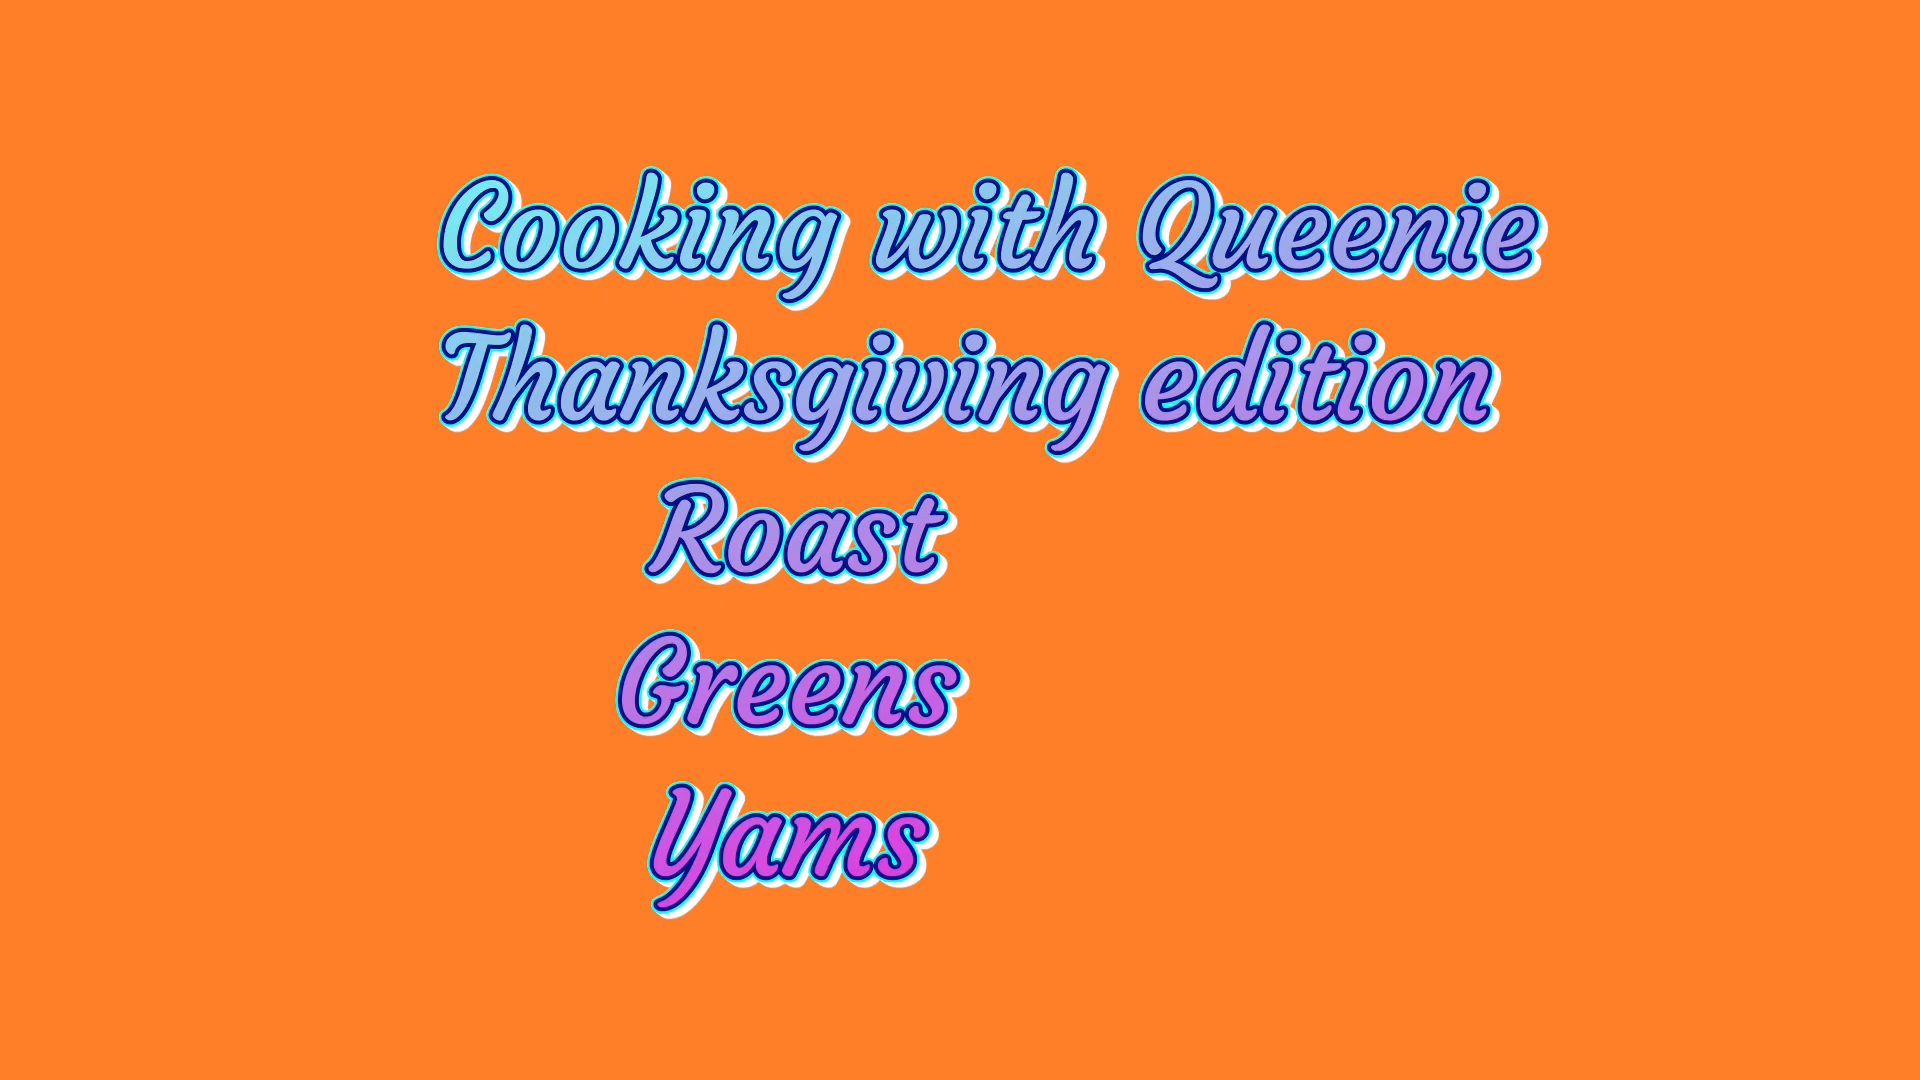 Cooking with Queenie
Thanksgiving edition
Roast
Greens
Yams